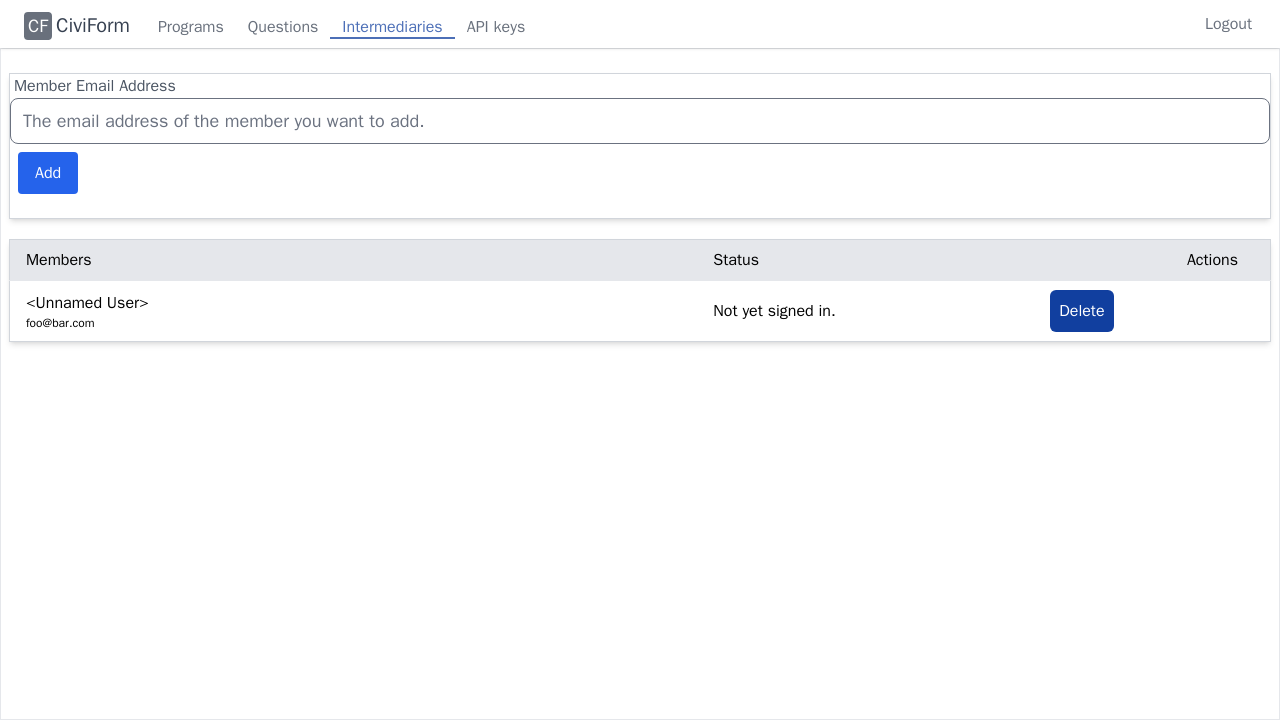 CF CiviForm Programs Questions Intermediaries API keys Logout
Member Email Address
The email address of the member you want to add.
Add
Members Status Actions
<Unnamed User>
foo@bar.com
Not yet signed in.
Delete